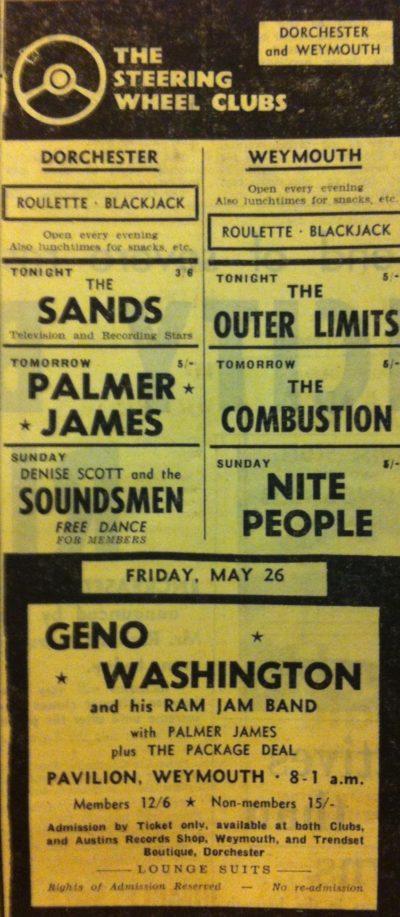 DORCHESTER
and WEYMOUTH
THE
STEERING
WHEEL CLUBS
DORCHESTER
ROULETTE · BLACKJACK
Open every evening
Also lunchtimes for snacks, etc.
TONIGHT 3/6
THE
SANDS
Television and Recording Stars
TOMORROW 5/-
PALMER
★ JAMES ★
SUNDAY
DENISE SCOTT and the
SOUNDSMEN
FREE DANCE
FOR MEMBERS
WEYMOUTH
Open every evening
Also lunchtimes for snacks, etc.
ROULETTE · BLACKJACK
TONIGHT 5/-
THE
OUTER LIMITS
TOMORROW 5/-
THE
COMBUSTION
SUNDAY 5/-
NITE
PEOPLE
FRIDAY, MAY 26
GENO ★
★ WASHINGTON
and his RAM JAM BAND
with PALMER JAMES
plus THE PACKAGE DEAL
PAVILION, WEYMOUTH · 8-1 a.m.
Members 12/6 ★ Non-members 15/-
Admission by Ticket only, available at both Clubs,
and Austins Records Shop, Weymouth, and Trendset
Boutique, Dorchester
—— LOUNGE SUITS ——
Rights of Admission Reserved — No re-admission